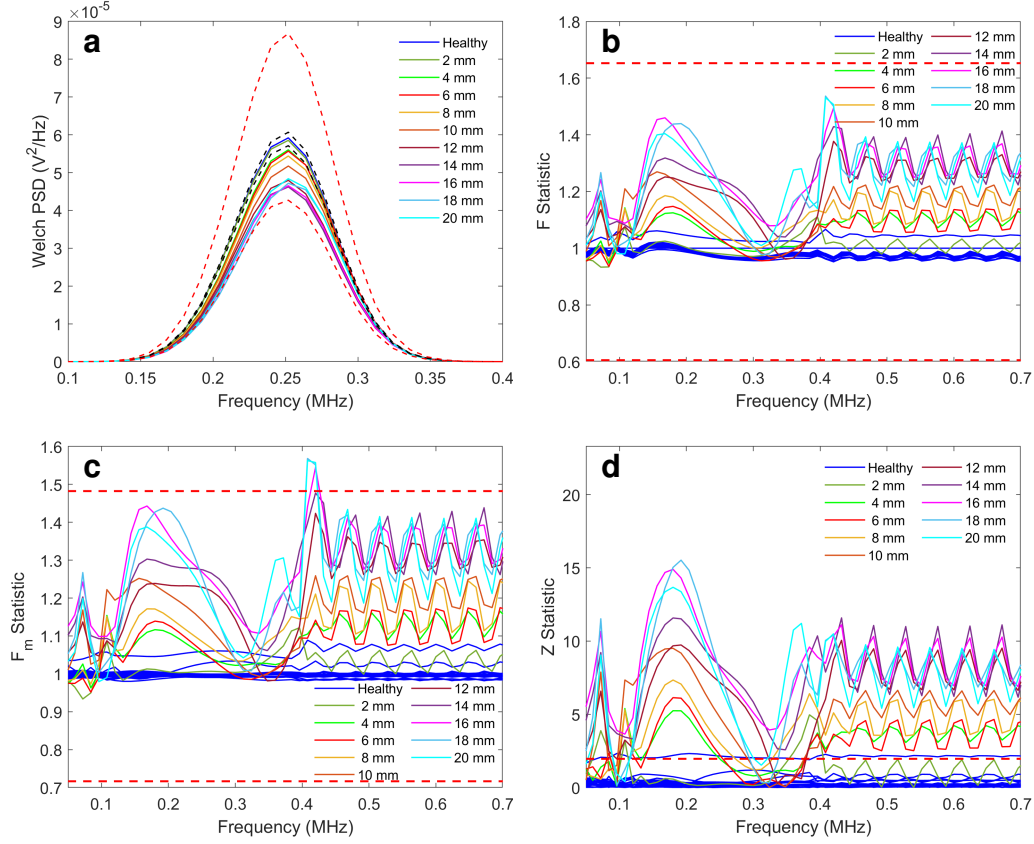 ×10⁻⁵
a
9
8
7
6
5
4
3
2
1
0
Welch PSD (V²/Hz)
0.1 0.15 0.2 0.25 0.3 0.35 0.4
Frequency (MHz)
Healthy
2 mm
4 mm
6 mm
8 mm
10 mm
12 mm
14 mm
16 mm
18 mm
20 mm
b
1.8
1.6
1.4
1.2
1
0.8
0.6
F Statistic
0.1 0.2 0.3 0.4 0.5 0.6 0.7
Frequency (MHz)
Healthy 12 mm
2 mm 14 mm
4 mm 16 mm
6 mm 18 mm
8 mm 20 mm
10 mm
c
1.6
1.5
1.4
1.3
1.2
1.1
1
0.9
0.8
0.7
Fₘ Statistic
Healthy 12 mm
2 mm 14 mm
4 mm 16 mm
6 mm 18 mm
8 mm 20 mm
10 mm
0.1 0.2 0.3 0.4 0.5 0.6 0.7
Frequency (MHz)
d
20
15
10
5
0
Z Statistic
Healthy 12 mm
2 mm 14 mm
4 mm 16 mm
6 mm 18 mm
8 mm 20 mm
10 mm
0.1 0.2 0.3 0.4 0.5 0.6 0.7
Frequency (MHz)